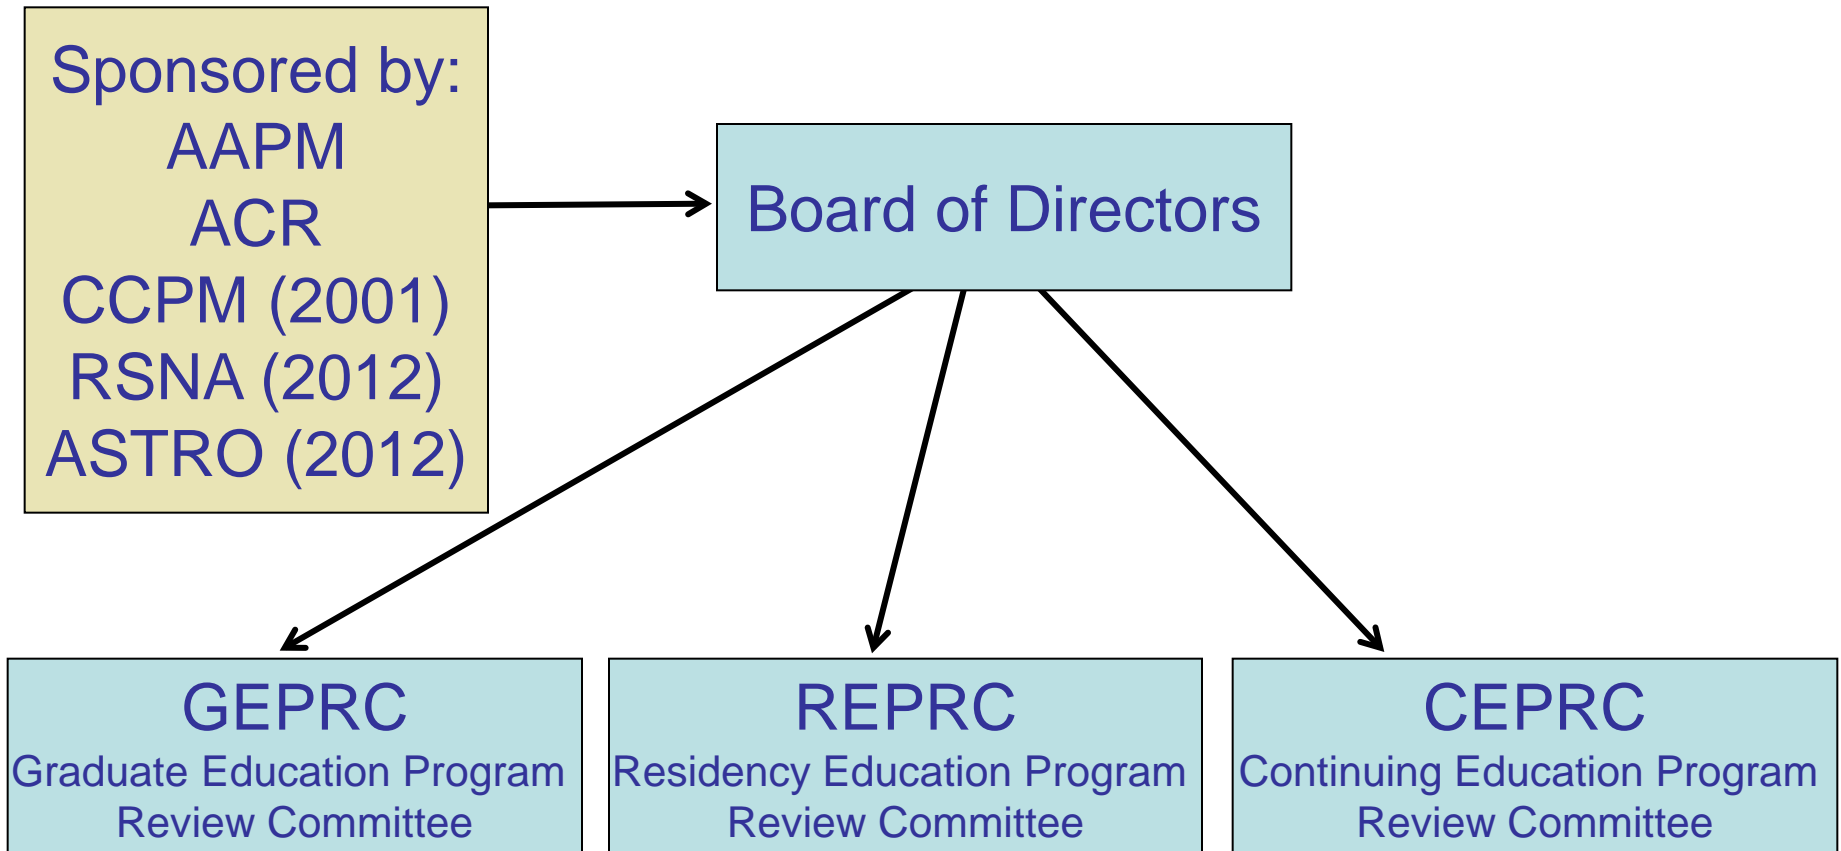 Sponsored by:
AAPM
ACR
CCPM (2001)
RSNA (2012)
ASTRO (2012)
Board of Directors
GEPRC
Graduate Education Program
Review Committee
REPRC
Residency Education Program
Review Committee
CEPRC
Continuing Education Program
Review Committee